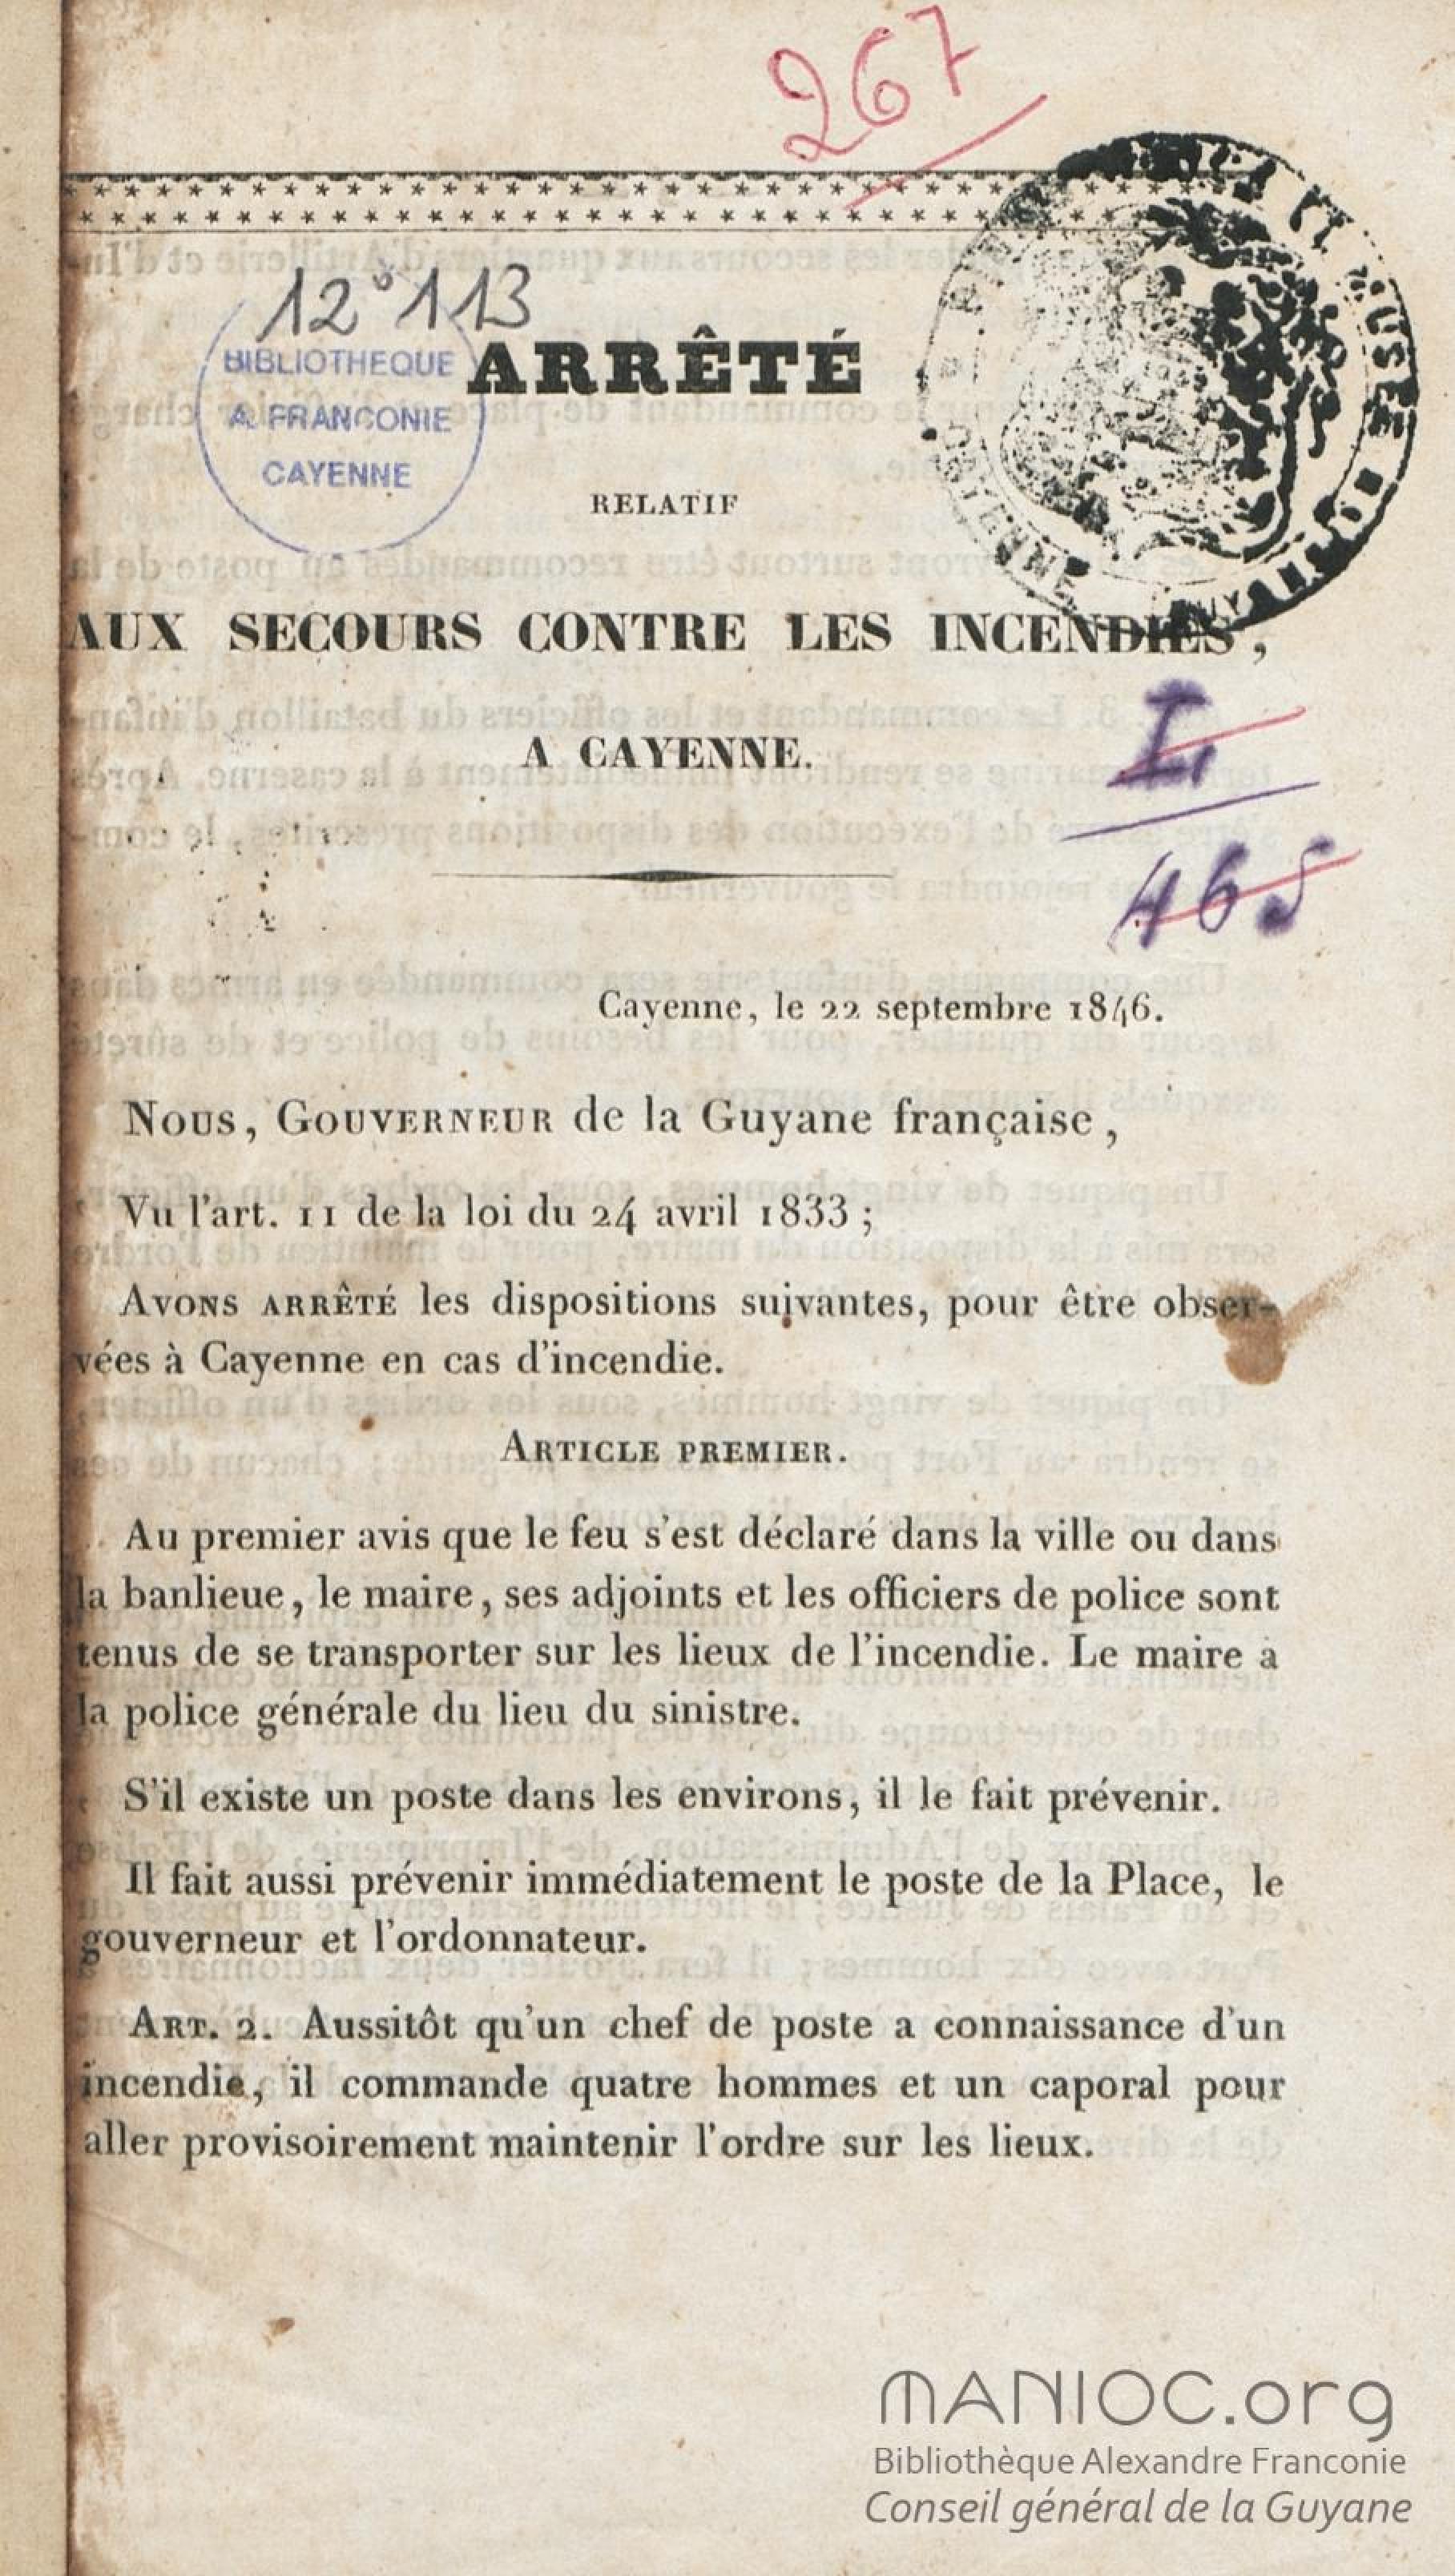 267
12° 113
BIBLIOTHEQUE
A. FRANCONIE
CAYENNE
ARRÊTÉ
RELATIF
AUX SECOURS CONTRE LES INCENDIES,
A CAYENNE.
L
465
Cayenne, le 22 septembre 1846.
Nous, Gouverneur de la Guyane française,
Vu l'art. 11 de la loi du 24 avril 1833;
Avons arrêté les dispositions suivantes, pour être obser-
vées à Cayenne en cas d'incendie.
Article premier.
Au premier avis que le feu s'est déclaré dans la ville ou dans
la banlieue, le maire, ses adjoints et les officiers de police sont
tenus de se transporter sur les lieux de l'incendie. Le maire a
la police générale du lieu du sinistre.
S'il existe un poste dans les environs, il le fait prévenir.
Il fait aussi prévenir immédiatement le poste de la Place, le
gouverneur et l'ordonnateur.
Art. 2. Aussitôt qu'un chef de poste a connaissance d'un
incendie, il commande quatre hommes et un caporal pour
aller provisoirement maintenir l'ordre sur les lieux.
MANIOC.org
Bibliothèque Alexandre Franconie
Conseil général de la Guyane